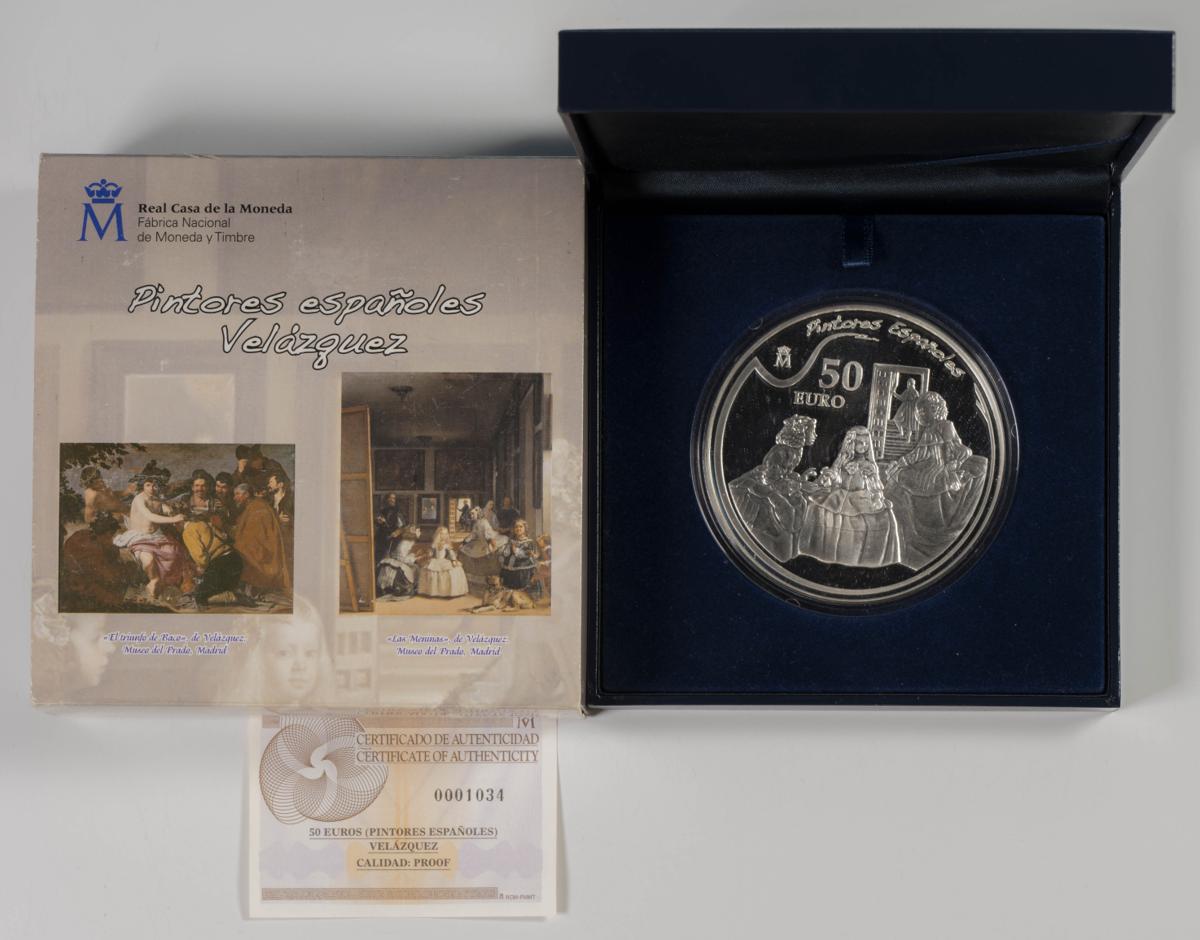 M
Real Casa de la Moneda
Fábrica Nacional
de Moneda y Timbre
Pintores españoles
Velázquez
«El triunfo de Baco», de Velázquez.
Museo del Prado. Madrid
«Las Meninas», de Velázquez.
Museo del Prado. Madrid
Pintores Españoles
M
50
EURO
M
CERTIFICADO DE AUTENTICIDAD
CERTIFICATE OF AUTHENTICITY
0001034
50 EUROS (PINTORES ESPAÑOLES)
VELÁZQUEZ
CALIDAD: PROOF